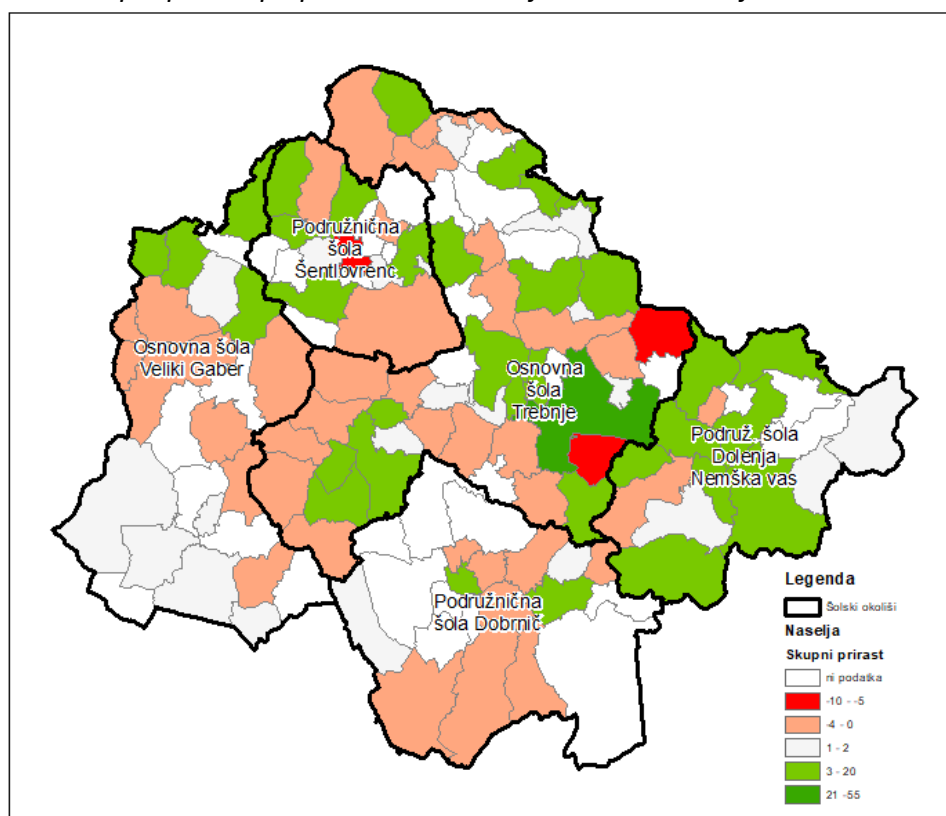 Podružnična
šola
Šentlovrenc
Osnovna šola
Veliki Gaber
Osnovna
šola
Trebnje
Podruž. šola
Dolenja
Nemška vas
Podružnična
šola Dobrnič
Legenda
Šolski okoliši
Naselja
Skupni prirast
ni podatka
-10 - -5
-4 - 0
1 - 2
3 - 20
21 -55